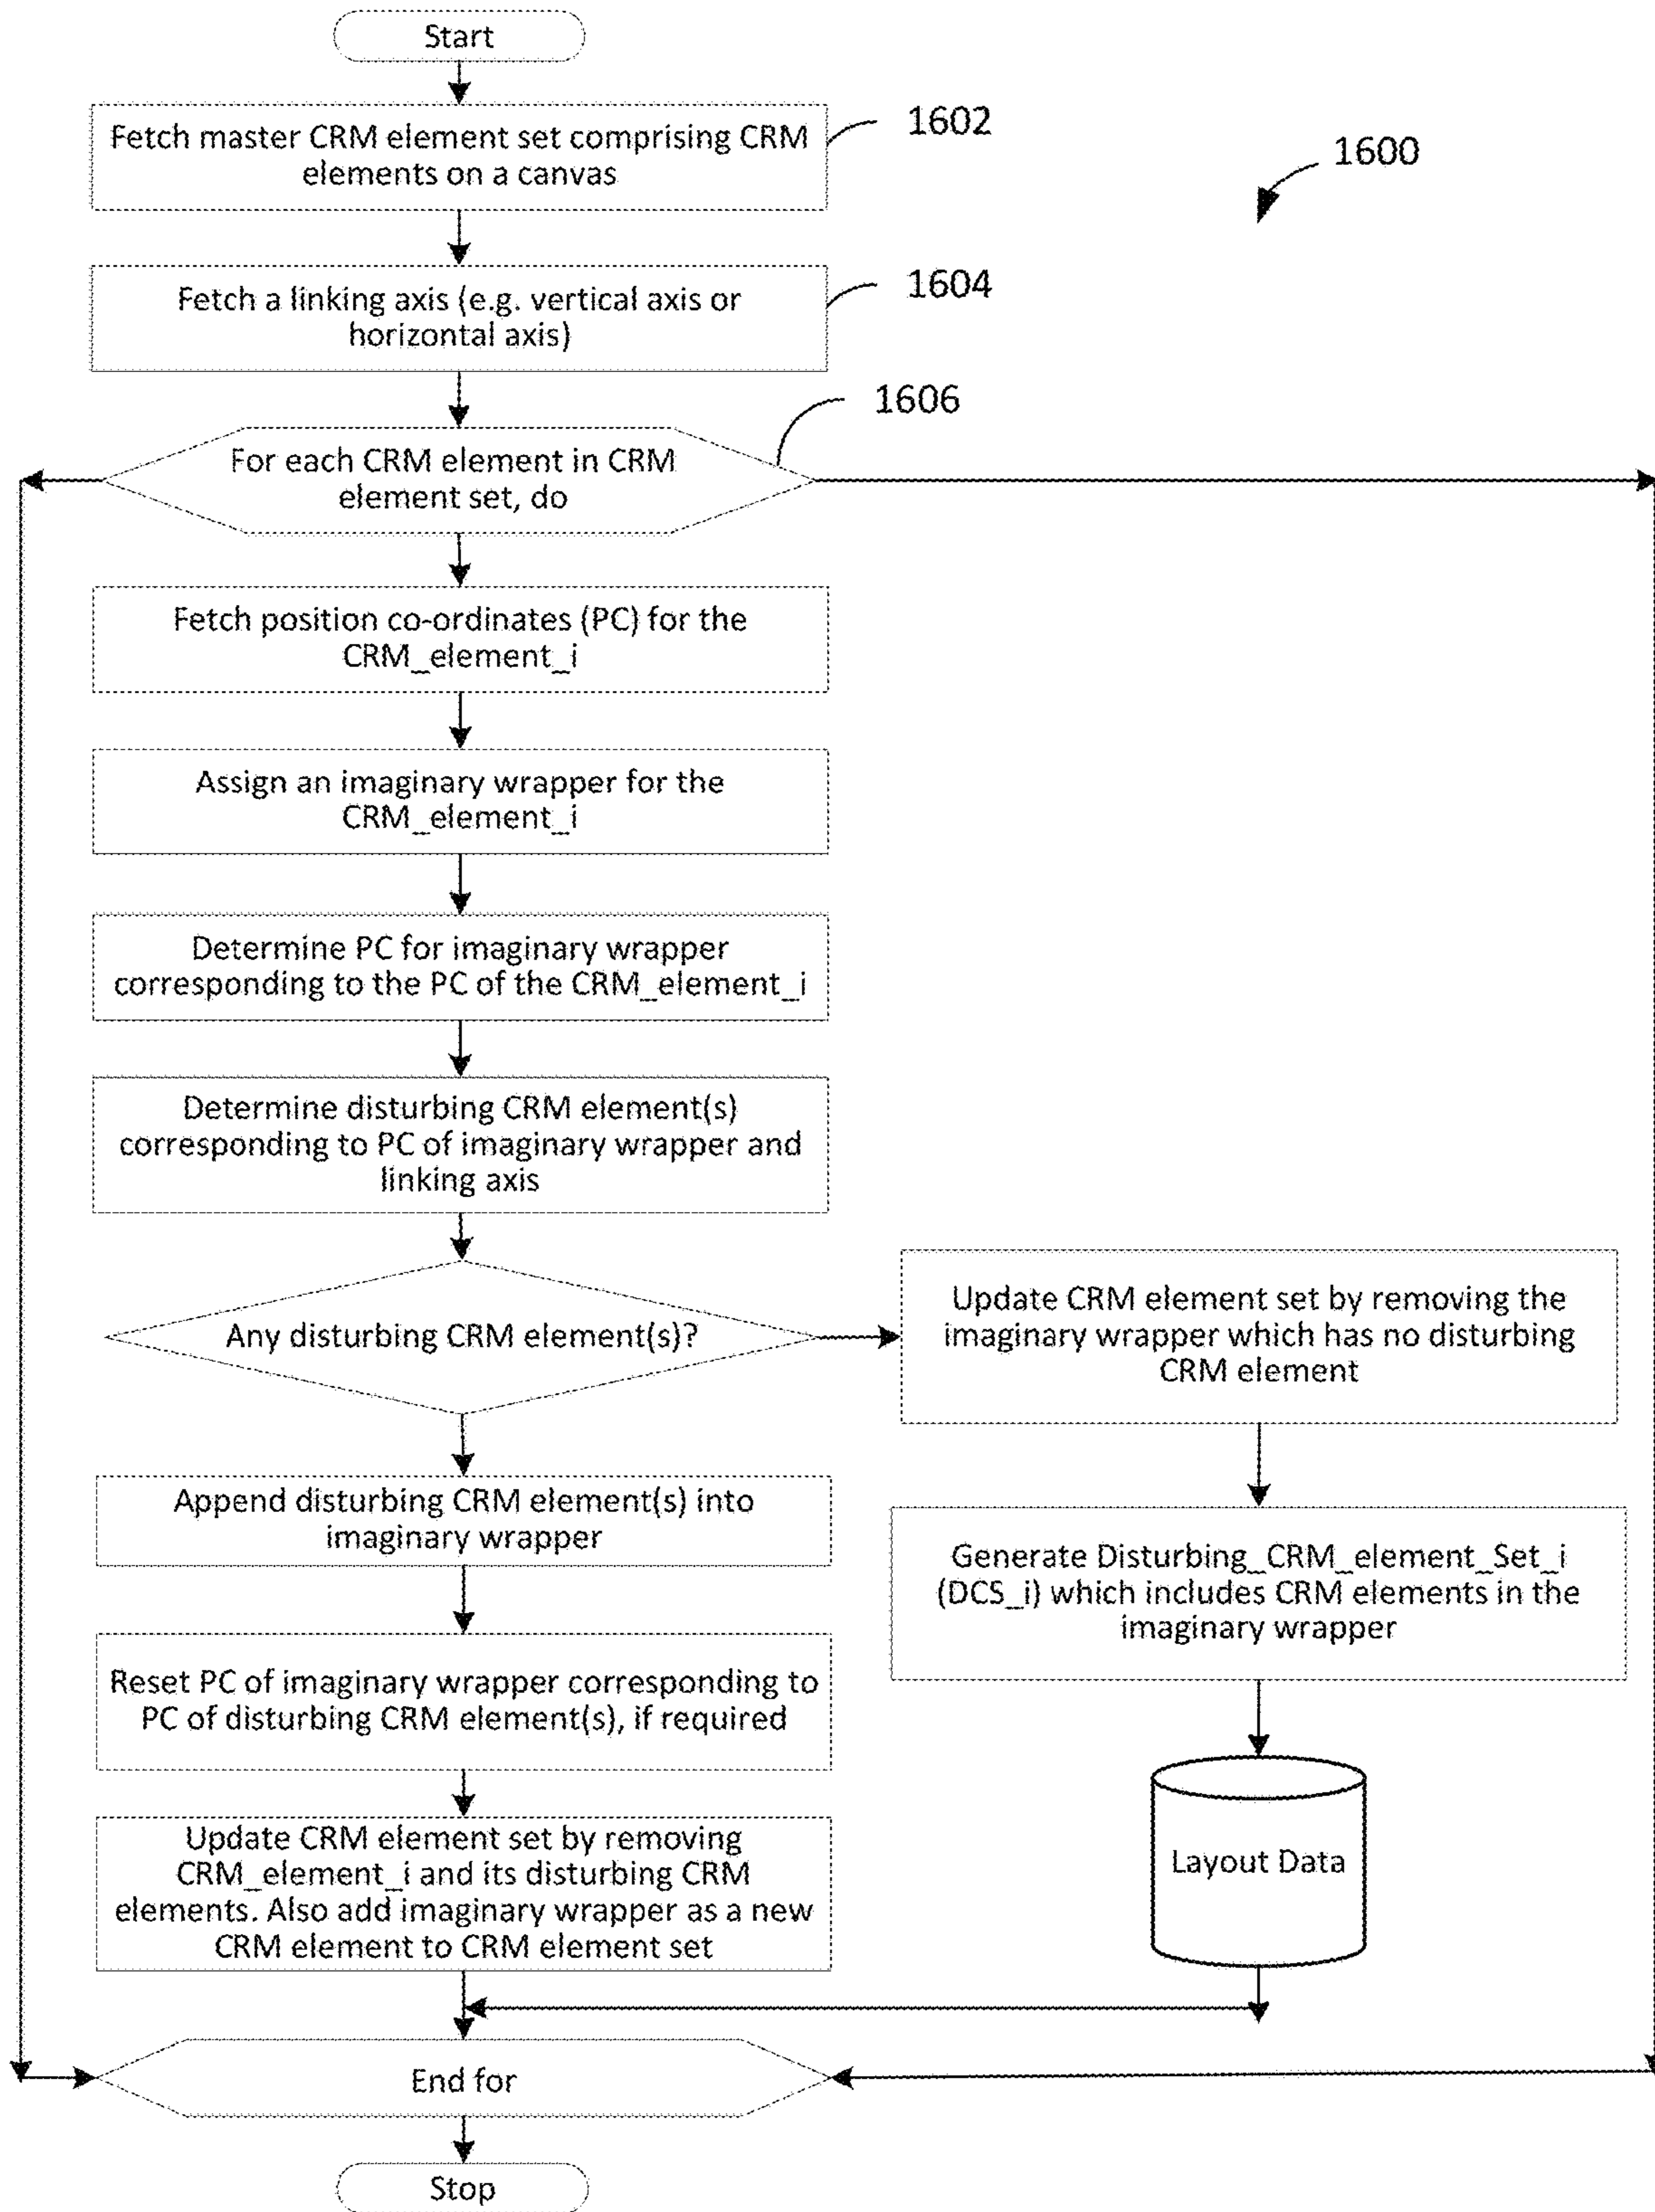 Start
Fetch master CRM element set comprising CRM
elements on a canvas
1602
1600
Fetch a linking axis (e.g. vertical axis or
horizontal axis)
1604
1606
For each CRM element in CRM
element set, do
Fetch position co-ordinates (PC) for the
CRM_element_i
Assign an imaginary wrapper for the
CRM_element_i
Determine PC for imaginary wrapper
corresponding to the PC of the CRM_element_i
Determine disturbing CRM element(s)
corresponding to PC of imaginary wrapper and
linking axis
Any disturbing CRM element(s)?
Update CRM element set by removing the
imaginary wrapper which has no disturbing
CRM element
Append disturbing CRM element(s) into
imaginary wrapper
Generate Disturbing_CRM_element_Set_i
(DCS_i) which includes CRM elements in the
imaginary wrapper
Reset PC of imaginary wrapper corresponding to
PC of disturbing CRM element(s), if required
Update CRM element set by removing
CRM_element_i and its disturbing CRM
elements. Also add imaginary wrapper as a new
CRM element to CRM element set
Layout Data
End for
Stop